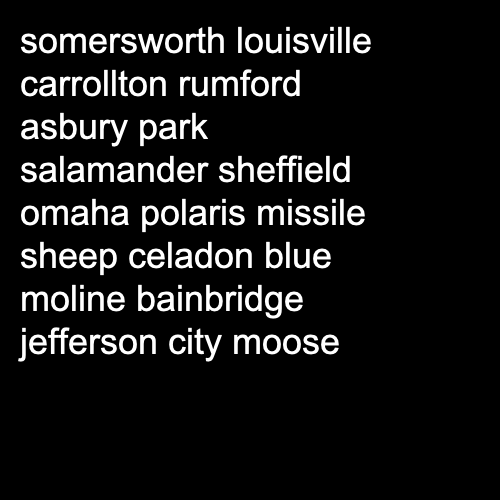 somersworth louisville
carrollton rumford
asbury park
salamander sheffield
omaha polaris missile
sheep celadon blue
moline bainbridge
jefferson city moose